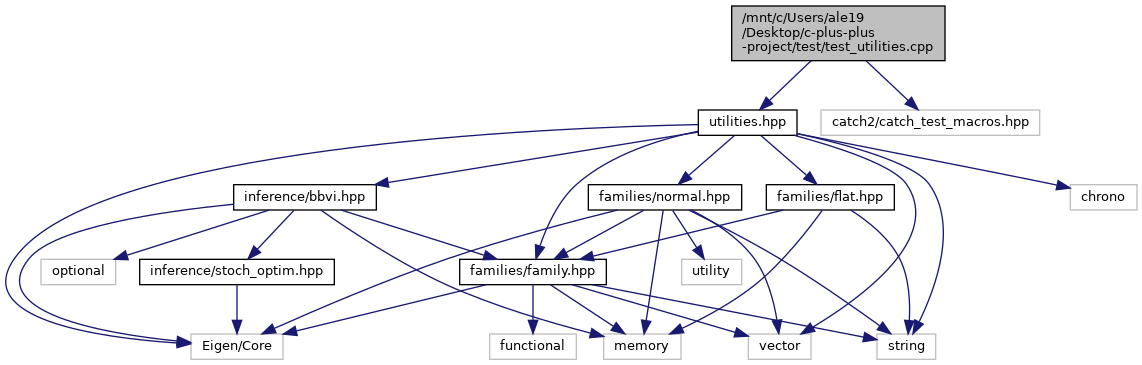 /mnt/c/Users/ale19
/Desktop/c-plus-plus
-project/test/test_utilities.cpp
utilities.hpp
catch2/catch_test_macros.hpp
inference/bbvi.hpp
families/normal.hpp
families/flat.hpp
chrono
optional
inference/stoch_optim.hpp
families/family.hpp
utility
Eigen/Core
functional
memory
vector
string